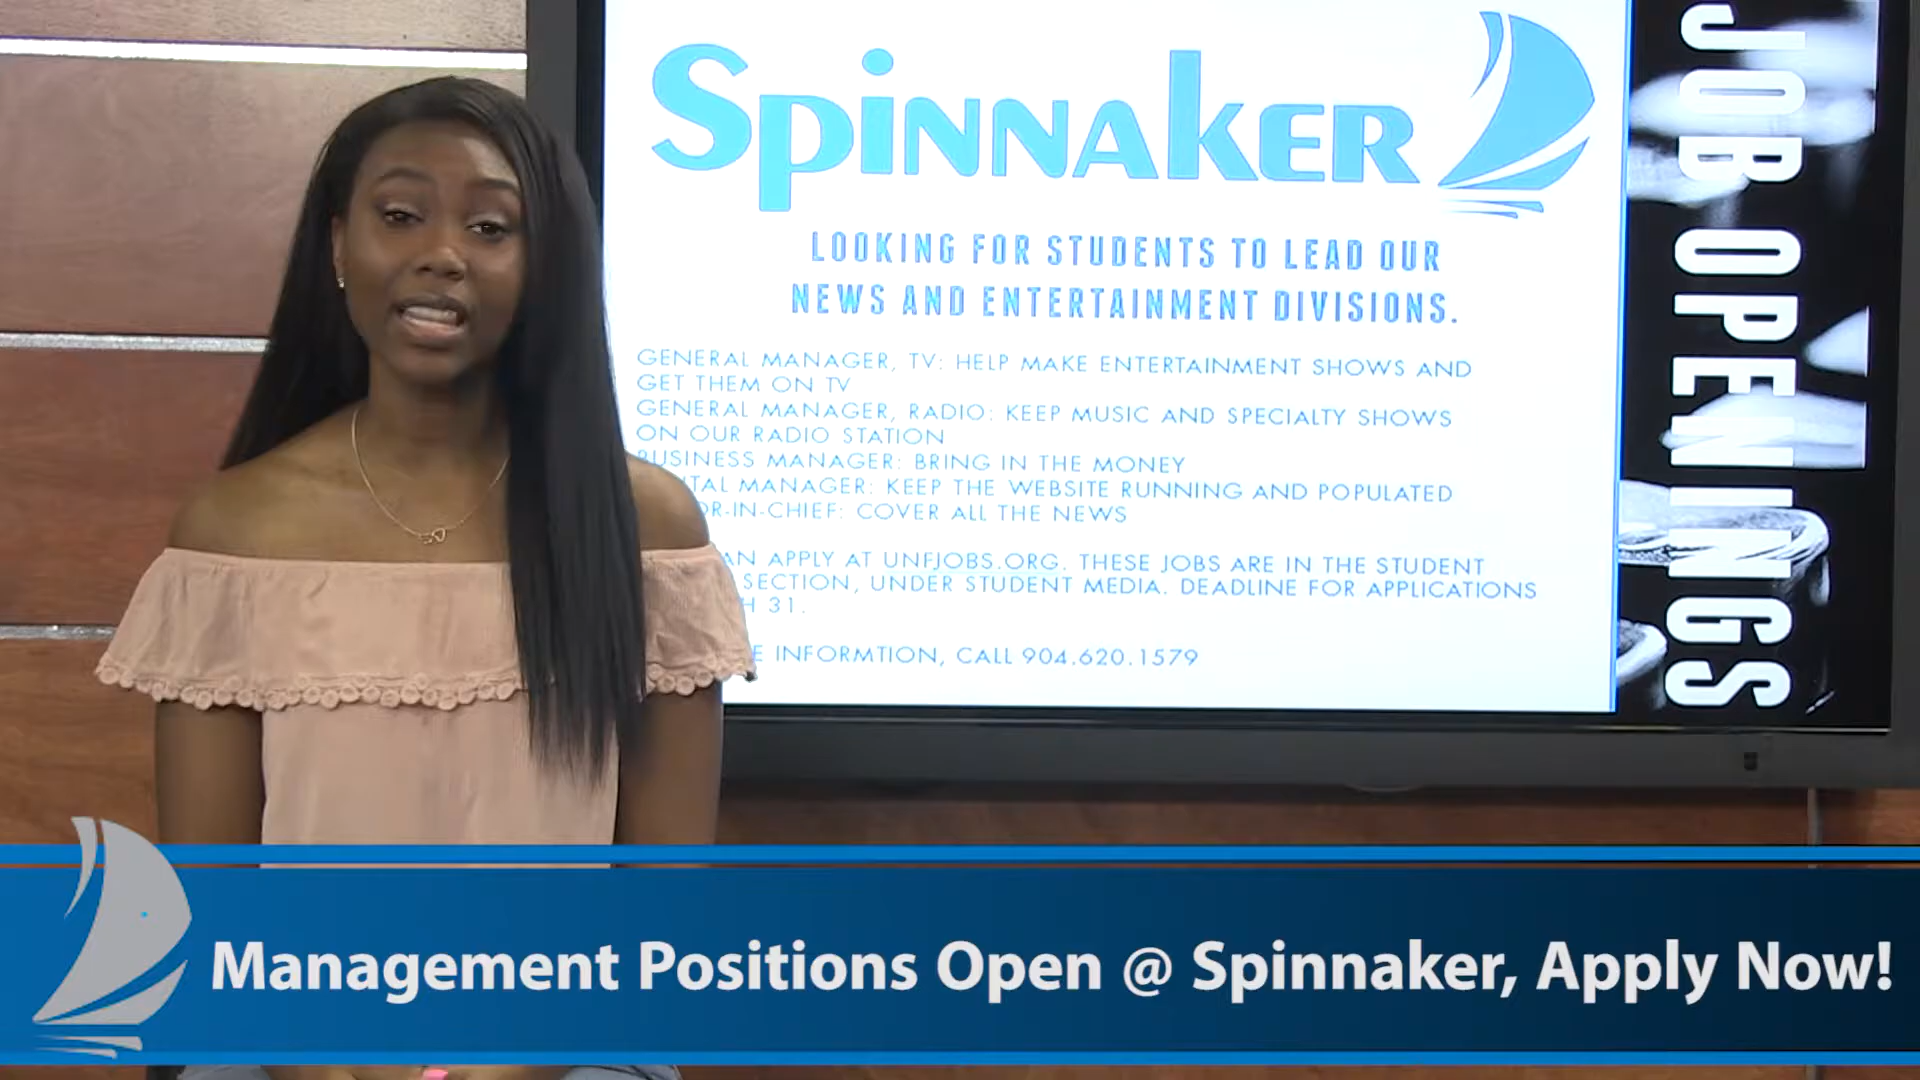 SPINNAKER
JOB OPENINGS
LOOKING FOR STUDENTS TO LEAD OUR
NEWS AND ENTERTAINMENT DIVISIONS.
GENERAL MANAGER, TV: HELP MAKE ENTERTAINMENT SHOWS AND
GET THEM ON TV
GENERAL MANAGER, RADIO: KEEP MUSIC AND SPECIALTY SHOWS
ON OUR RADIO STATION
BUSINESS MANAGER: BRING IN THE MONEY
MANAGER: KEEP THE WEBSITE RUNNING AND POPULATED
IN-CHIEF: COVER ALL THE NEWS
APPLY AT UNFJOBS.ORG. THESE JOBS ARE IN THE STUDENT
SECTION, UNDER STUDENT MEDIA. DEADLINE FOR APPLICATIONS
31.
INFORMTION, CALL 904.620.1579
Management Positions Open @ Spinnaker, Apply Now!